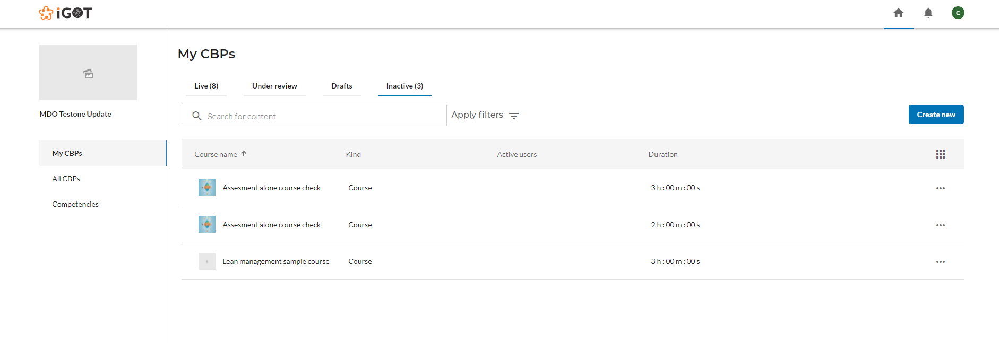 iGOT
C
MDO Testone Update
My CBPs
All CBPs
Competencies
My CBPs
Live (8) Under review Drafts Inactive (3)
Search for content Apply filters Create new
Course name Kind Active users Duration
Assesment alone course check Course 3 h : 00 m : 00 s
Assesment alone course check Course 2 h : 00 m : 00 s
Lean management sample course Course 3 h : 00 m : 00 s